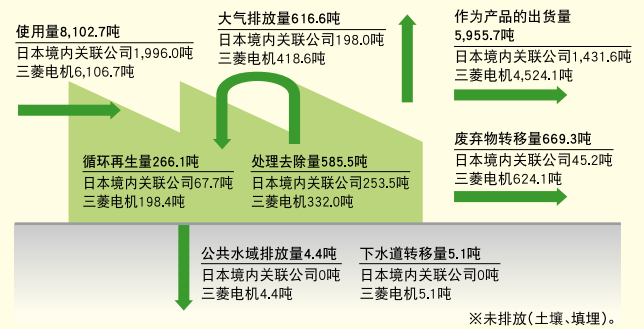 使用量8,102.7吨
日本境内关联公司1,996.0吨
三菱电机6,106.7吨
大气排放量616.6吨
日本境内关联公司198.0吨
三菱电机418.6吨
作为产品的出货量
5,955.7吨
日本境内关联公司1,431.6吨
三菱电机4,524.1吨
循环再生量266.1吨
日本境内关联公司67.7吨
三菱电机198.4吨
处理去除量585.5吨
日本境内关联公司253.5吨
三菱电机332.0吨
废弃物转移量669.3吨
日本境内关联公司45.2吨
三菱电机624.1吨
公共水域排放量4.4吨
日本境内关联公司0吨
三菱电机4.4吨
下水道转移量5.1吨
日本境内关联公司0吨
三菱电机5.1吨
※未排放(土壤、填埋)。